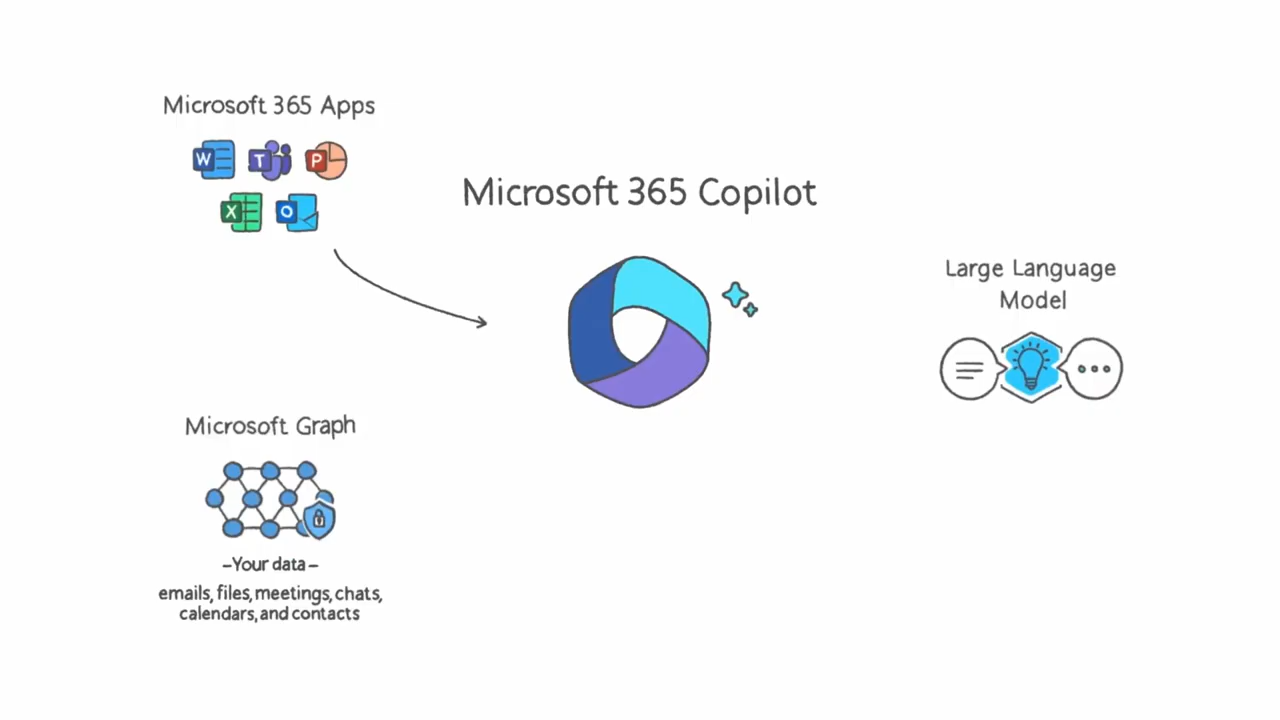 Microsoft 365 Apps
W
T
P
X
O
Microsoft 365 Copilot
Large Language
Model
Microsoft Graph
–Your data–
emails, files, meetings, chats,
calendars, and contacts